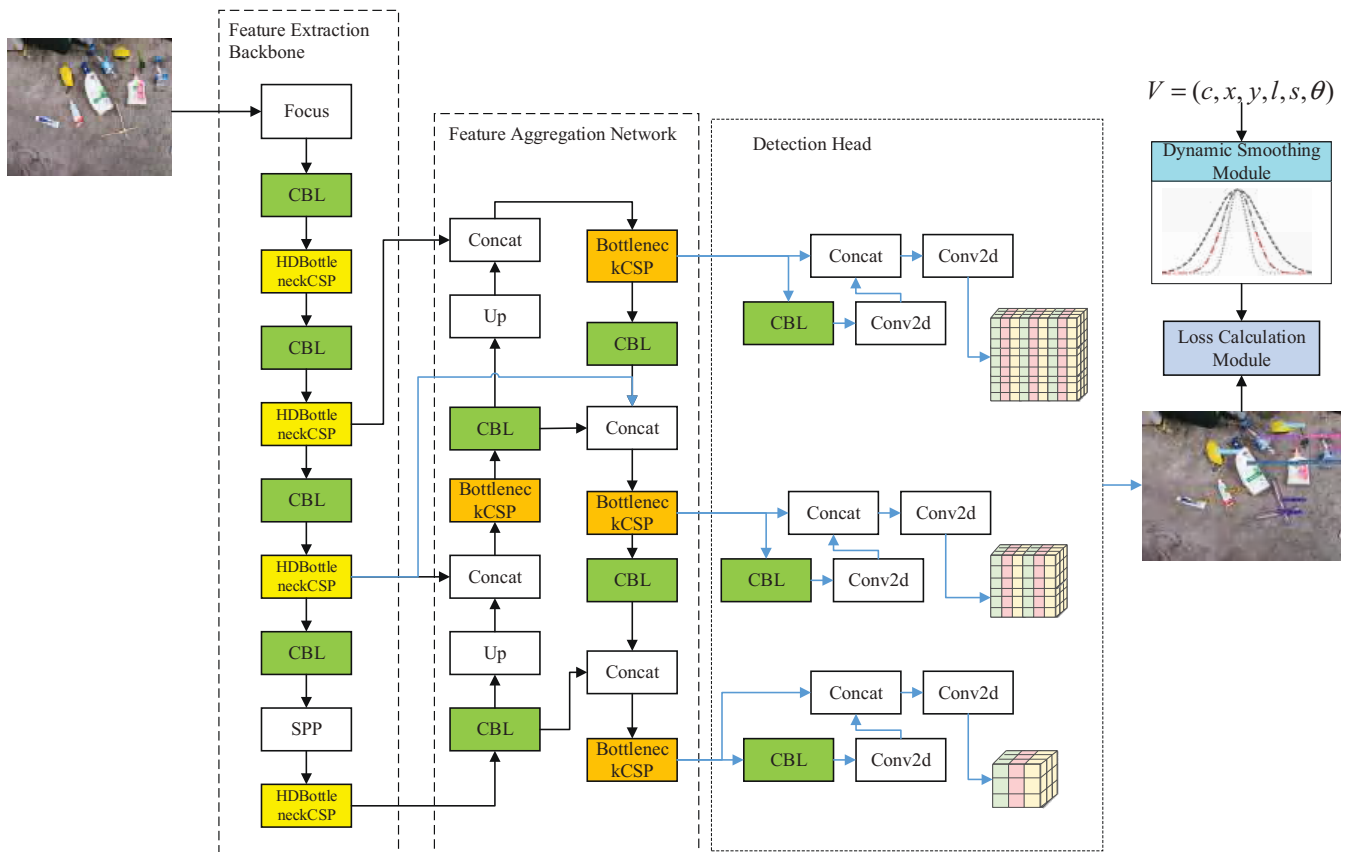 Feature Extraction
Backbone
Focus
CBL
HDBottle
neckCSP
CBL
HDBottle
neckCSP
CBL
HDBottle
neckCSP
CBL
SPP
HDBottle
neckCSP
Feature Aggregation Network
Concat
Up
CBL
Bottlenec
kCSP
Concat
Up
CBL
Bottlenec
kCSP
CBL
Concat
Bottlenec
kCSP
CBL
Concat
Bottlenec
kCSP
Detection Head
Concat
Conv2d
CBL
Conv2d
Concat
Conv2d
CBL
Conv2d
Concat
Conv2d
CBL
Conv2d
V = (c, x, y, l, s, θ)
Dynamic Smoothing
Module
Loss Calculation
Module